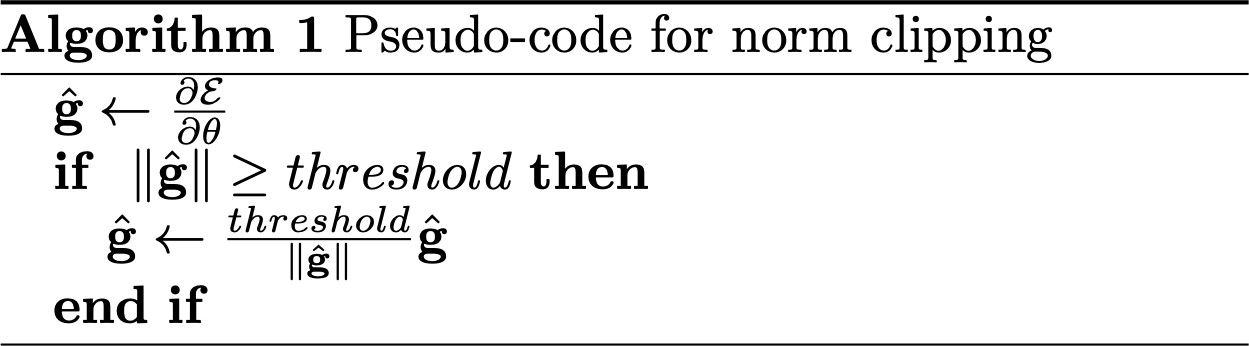 Algorithm 1 Pseudo-code for norm clipping
ĝ ← ∂ℰ/∂θ
if ‖ĝ‖ ≥ threshold then
ĝ ← threshold/‖ĝ‖ ĝ
end if